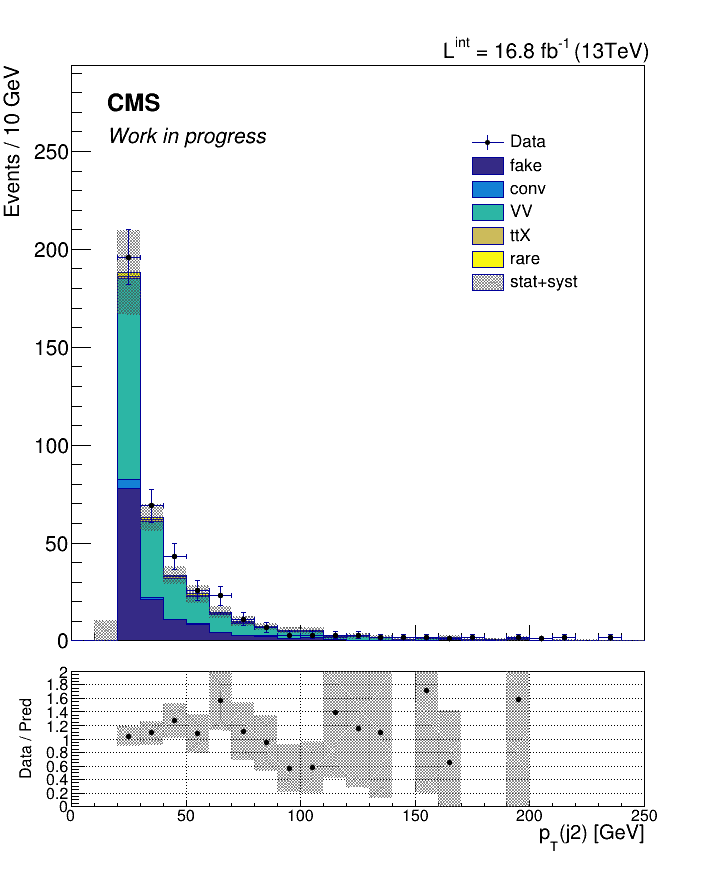 L^int = 16.8 fb^-1 (13TeV)
Events / 10 GeV
CMS
Work in progress
Data
fake
conv
VV
ttX
rare
stat+syst
250
200
150
100
50
0
Data / Pred
2
1.8
1.6
1.4
1.2
1
0.8
0.6
0.4
0.2
0
0 50 100 150 200 250
p_T(j2) [GeV]